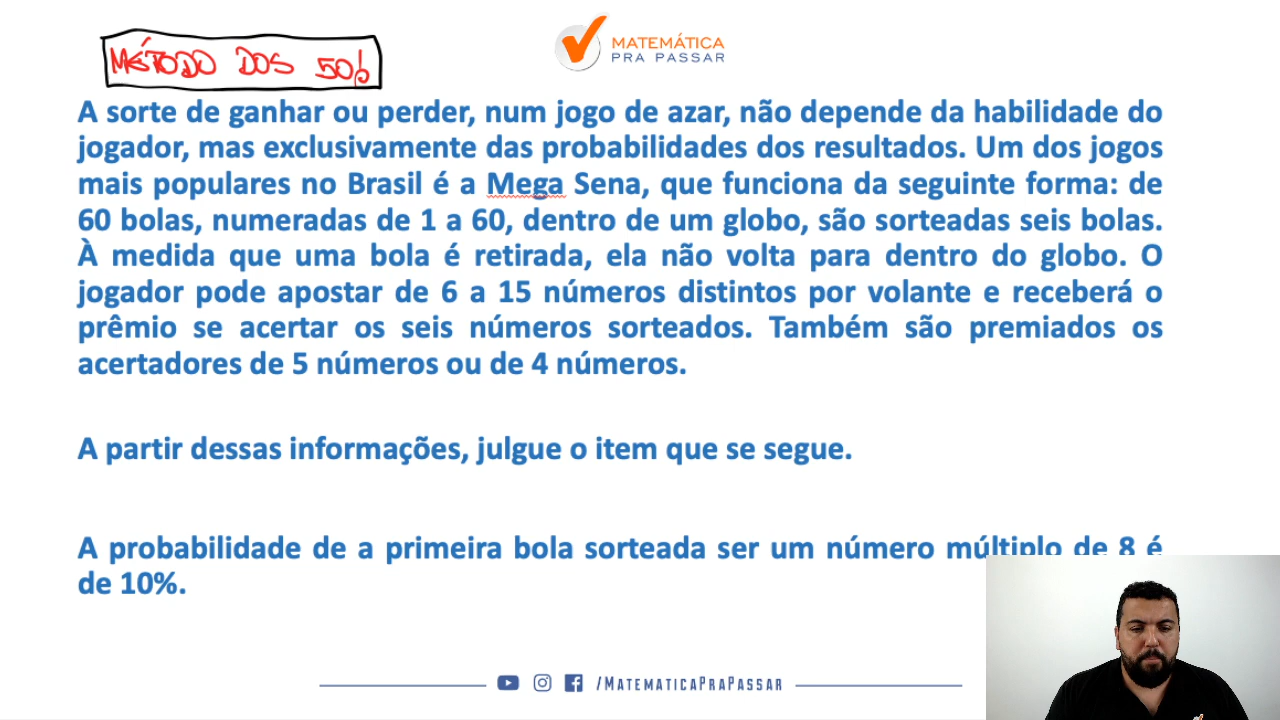 MÉTODO DOS 50%
MATEMÁTICA
PRA PASSAR
A sorte de ganhar ou perder, num jogo de azar, não depende da habilidade do
jogador, mas exclusivamente das probabilidades dos resultados. Um dos jogos
mais populares no Brasil é a Mega Sena, que funciona da seguinte forma: de
60 bolas, numeradas de 1 a 60, dentro de um globo, são sorteadas seis bolas.
À medida que uma bola é retirada, ela não volta para dentro do globo. O
jogador pode apostar de 6 a 15 números distintos por volante e receberá o
prêmio se acertar os seis números sorteados. Também são premiados os
acertadores de 5 números ou de 4 números.
A partir dessas informações, julgue o item que se segue.
A probabilidade de a primeira bola sorteada ser um número múltiplo de 8 é
de 10%.
/MATEMATICAPRAPASSAR